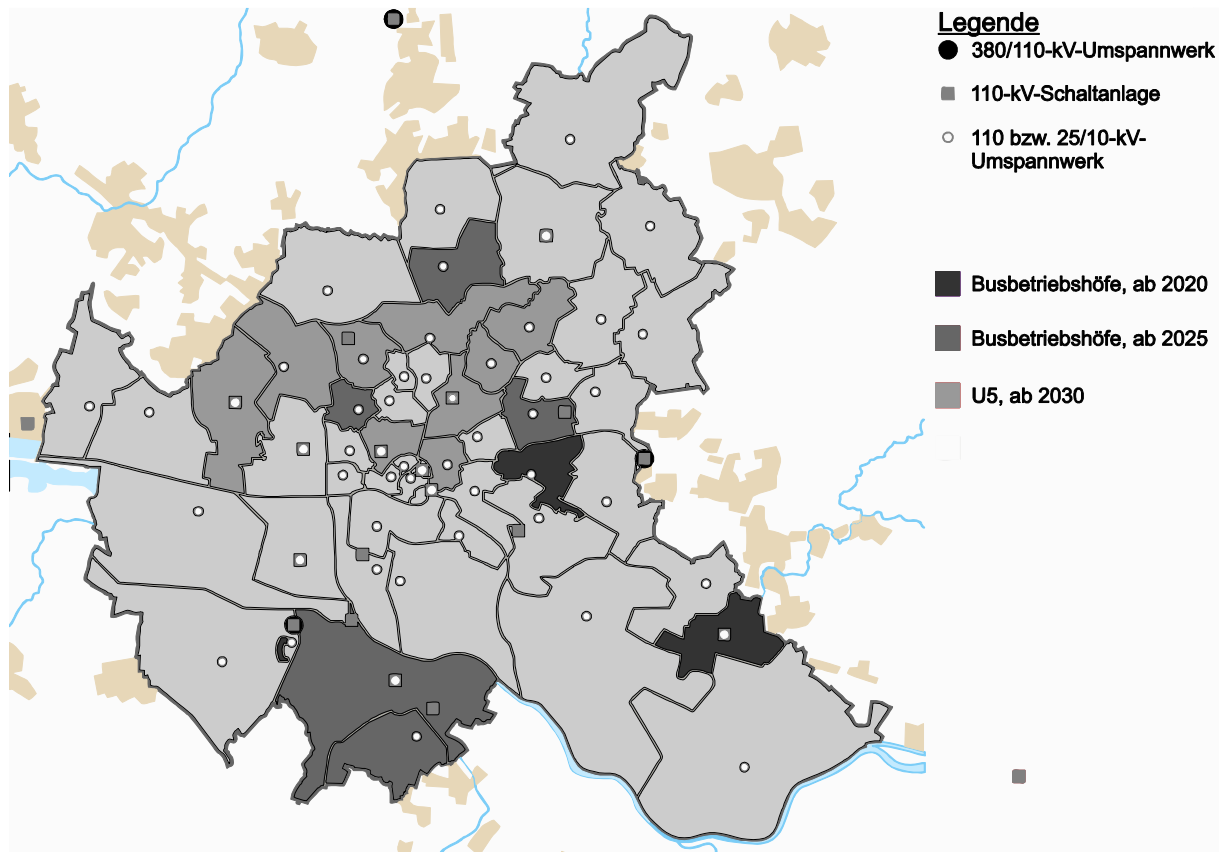 Legende
380/110-kV-Umspannwerk
110-kV-Schaltanlage
110 bzw. 25/10-kV-
Umspannwerk
Busbetriebshöfe, ab 2020
Busbetriebshöfe, ab 2025
U5, ab 2030